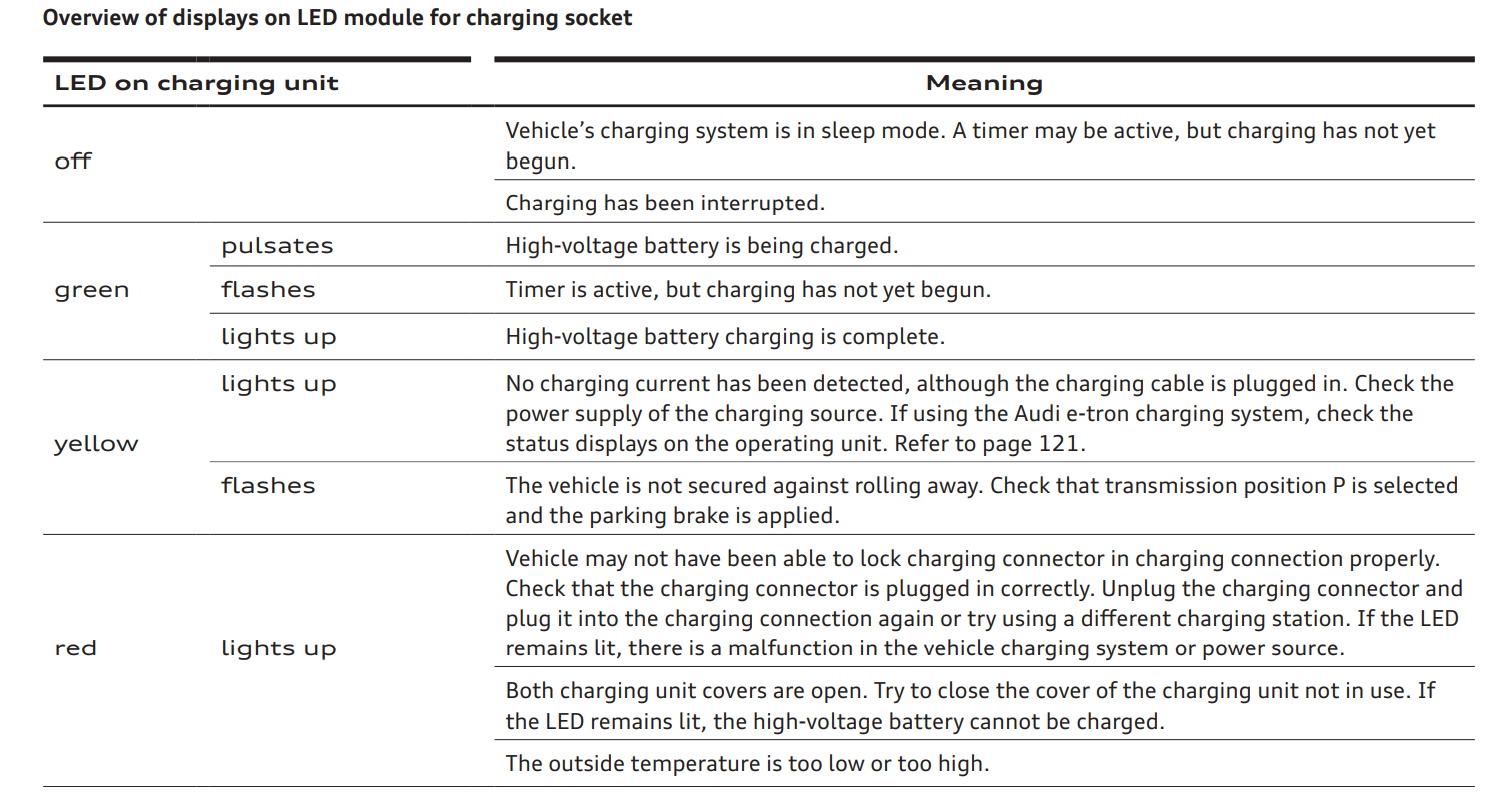 Overview of displays on LED module for charging socket
LED on charging unit
Meaning
off
Vehicle’s charging system is in sleep mode. A timer may be active, but charging has not yet
begun.
Charging has been interrupted.
green
pulsates
High-voltage battery is being charged.
flashes
Timer is active, but charging has not yet begun.
lights up
High-voltage battery charging is complete.
yellow
lights up
No charging current has been detected, although the charging cable is plugged in. Check the
power supply of the charging source. If using the Audi e-tron charging system, check the
status displays on the operating unit. Refer to page 121.
flashes
The vehicle is not secured against rolling away. Check that transmission position P is selected
and the parking brake is applied.
red
lights up
Vehicle may not have been able to lock charging connector in charging connection properly.
Check that the charging connector is plugged in correctly. Unplug the charging connector and
plug it into the charging connection again or try using a different charging station. If the LED
remains lit, there is a malfunction in the vehicle charging system or power source.
Both charging unit covers are open. Try to close the cover of the charging unit not in use. If
the LED remains lit, the high-voltage battery cannot be charged.
The outside temperature is too low or too high.